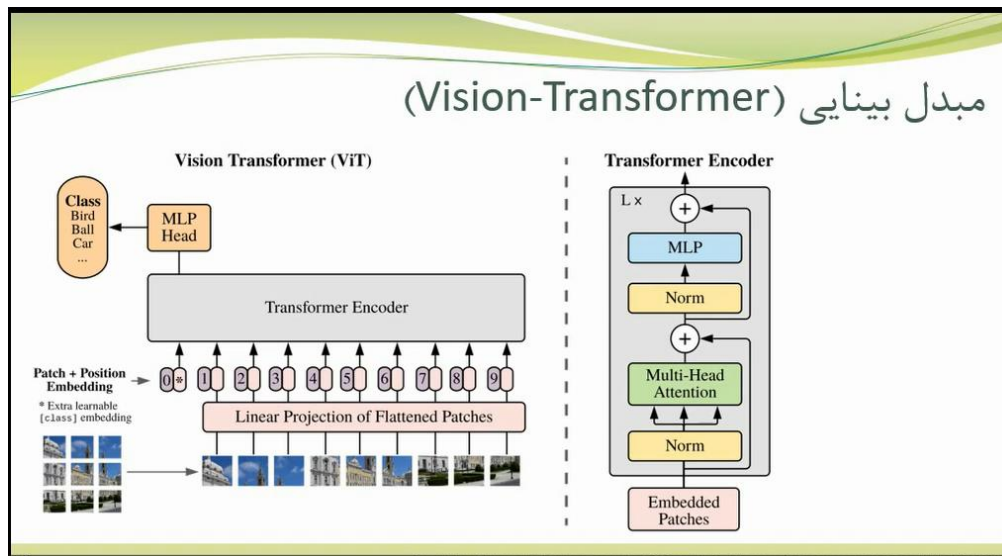 مبدل بینایی (Vision-Transformer)
Vision Transformer (ViT)
Class
Bird
Ball
Car
...
MLP
Head
Transformer Encoder
Patch + Position
Embedding
0 * 1 2 3 4 5 6 7 8 9
* Extra learnable
[class] embedding
Linear Projection of Flattened Patches
Transformer Encoder
L x
+
MLP
Norm
+
Multi-Head
Attention
Norm
Embedded
Patches